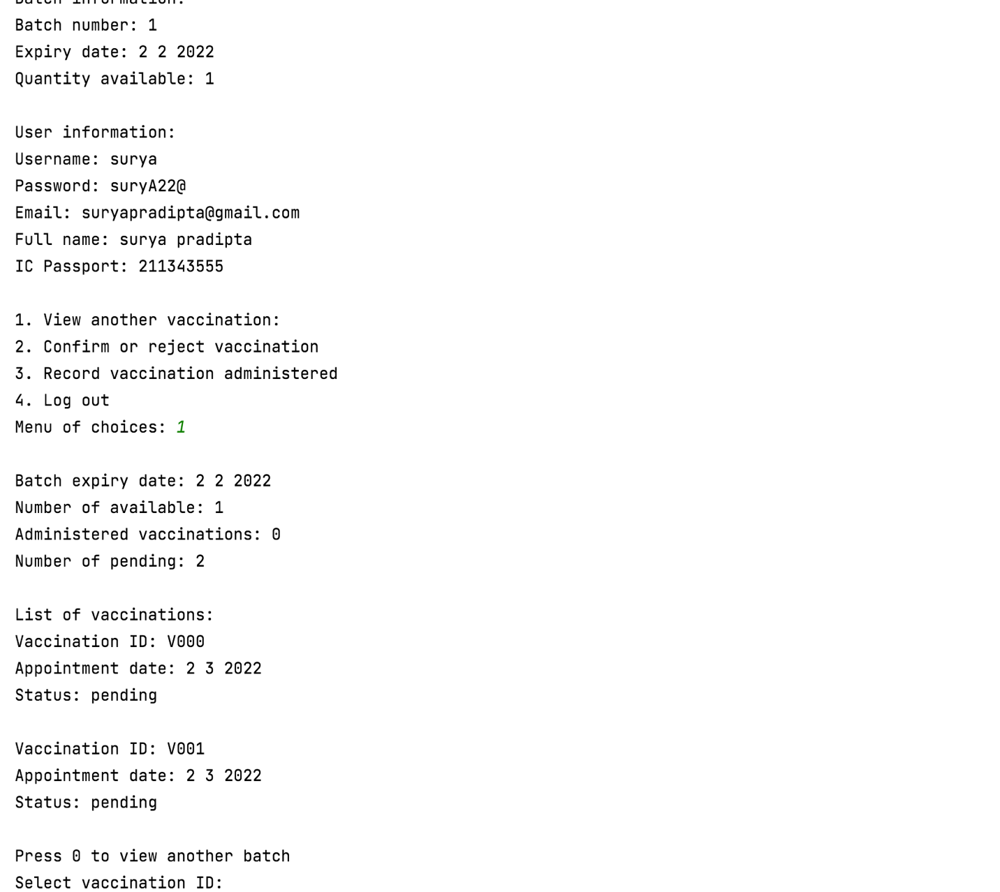 Batch information:
Batch number: 1
Expiry date: 2 2 2022
Quantity available: 1
User information:
Username: surya
Password: suryA22@
Email: suryapradipta@gmail.com
Full name: surya pradipta
IC Passport: 211343555
1. View another vaccination:
2. Confirm or reject vaccination
3. Record vaccination administered
4. Log out
Menu of choices: 1
Batch expiry date: 2 2 2022
Number of available: 1
Administered vaccinations: 0
Number of pending: 2
List of vaccinations:
Vaccination ID: V000
Appointment date: 2 3 2022
Status: pending
Vaccination ID: V001
Appointment date: 2 3 2022
Status: pending
Press 0 to view another batch
Select vaccination ID: